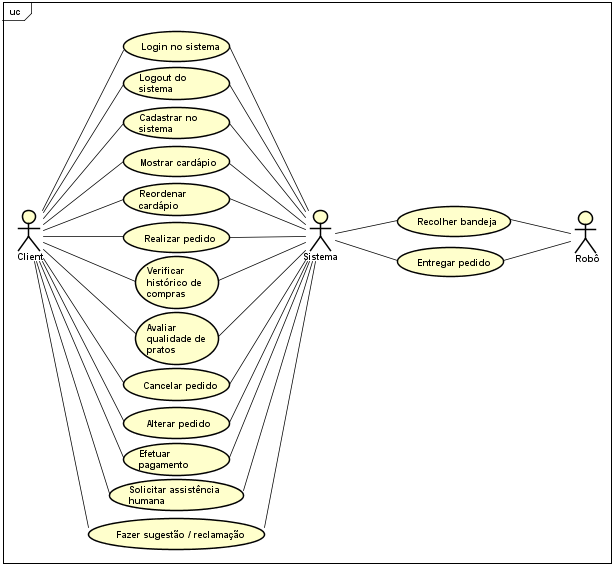 uc
Login no sistema
Logout do
sistema
Cadastrar no
sistema
Mostrar cardápio
Reordenar
cardápio
Realizar pedido
Verificar
histórico de
compras
Avaliar
qualidade de
pratos
Cancelar pedido
Alterar pedido
Efetuar
pagamento
Solicitar assistência
humana
Fazer sugestão / reclamação
Client
Sistema
Recolher bandeja
Entregar pedido
Robô